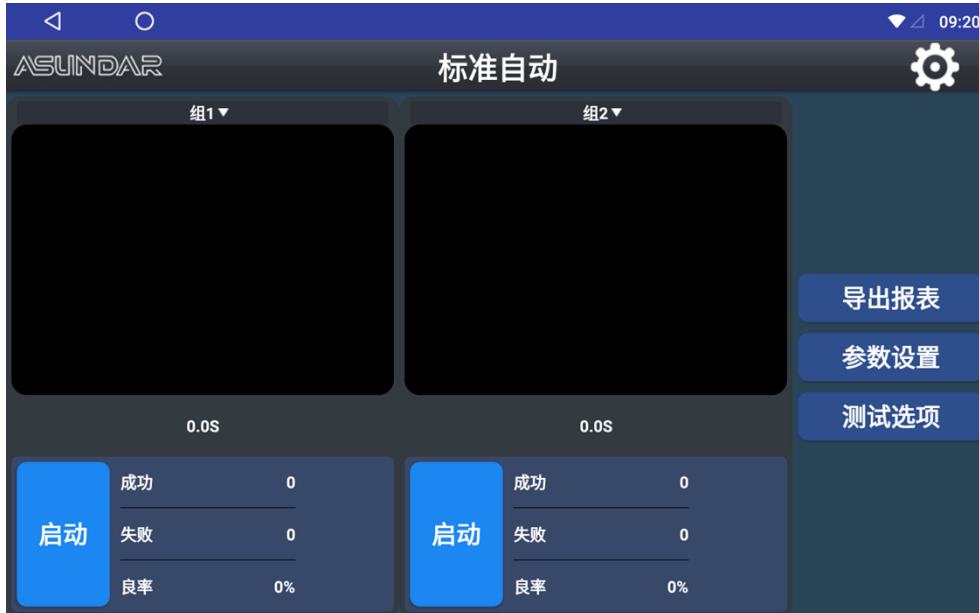 09:20
ASUNDAR
标准自动
组1▼
组2▼
0.0S
0.0S
导出报表
参数设置
测试选项
启动
成功 0
失败 0
良率 0%
启动
成功 0
失败 0
良率 0%